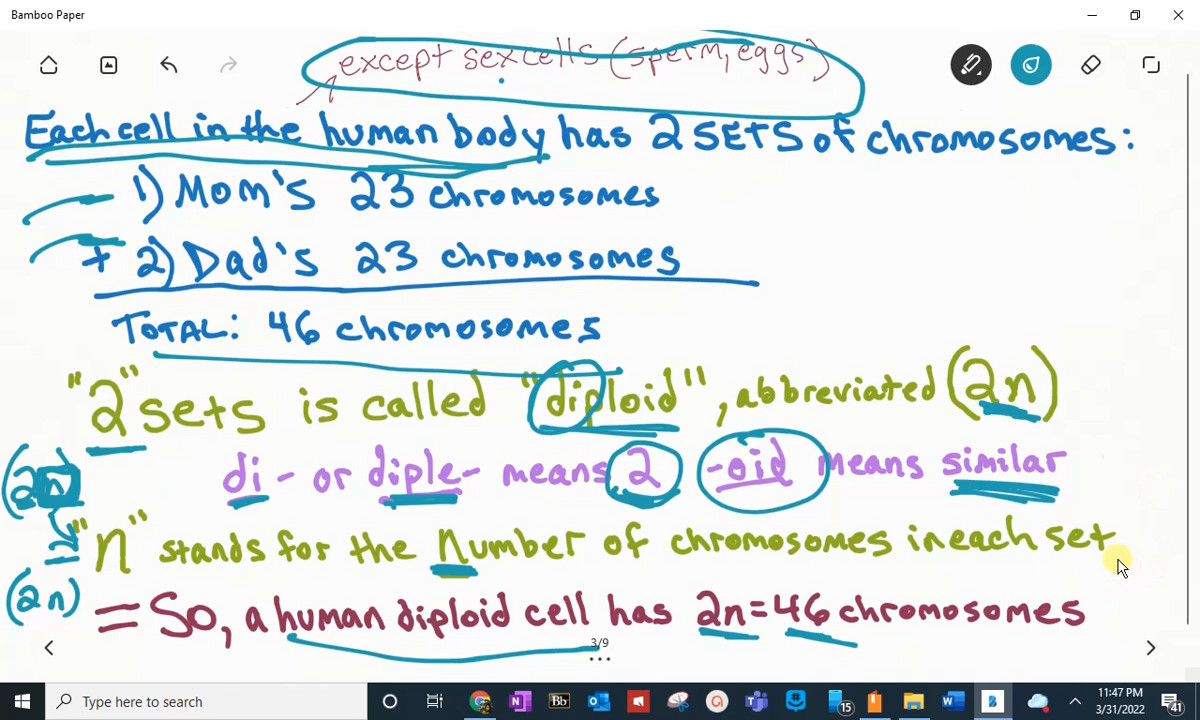 Bamboo Paper
except sex cells (sperm, eggs)
Each cell in the human body has 2 SETS of chromosomes:
1) Mom's 23 chromosomes
+ 2) Dad's 23 chromosomes
TOTAL: 46 chromosomes
"2" sets is called "diploid", abbreviated (2n)
di- or diple- means 2 -oid means similar
(2n)
= "n" stands for the number of chromosomes in each set
(2n) = So, a human diploid cell has 2n=46 chromosomes
3/9
Type here to search
15
11:47 PM
3/31/2022
41